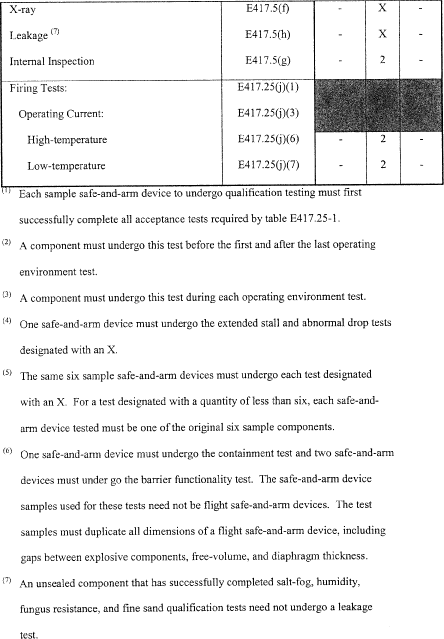 X-ray E417.5(f) - X -
Leakage (7) E417.5(h) - X -
Internal Inspection E417.5(g) - 2 -
Firing Tests: E417.25(j)(1)
Operating Current: E417.25(j)(3)
High-temperature E417.25(j)(6) - 2 -
Low-temperature E417.25(j)(7) - 2 -
(1) Each sample safe-and-arm device to undergo qualification testing must first
successfully complete all acceptance tests required by table E417.25-1.
(2) A component must undergo this test before the first and after the last operating
environment test.
(3) A component must undergo this test during each operating environment test.
(4) One safe-and-arm device must undergo the extended stall and abnormal drop tests
designated with an X.
(5) The same six sample safe-and-arm devices must undergo each test designated
with an X. For a test designated with a quantity of less than six, each safe-and-
arm device tested must be one of the original six sample components.
(6) One safe-and-arm device must undergo the containment test and two safe-and-arm
devices must under go the barrier functionality test. The safe-and-arm device
samples used for these tests need not be flight safe-and-arm devices. The test
samples must duplicate all dimensions of a flight safe-and-arm device, including
gaps between explosive components, free-volume, and diaphragm thickness.
(7) An unsealed component that has successfully completed salt-fog, humidity,
fungus resistance, and fine sand qualification tests need not undergo a leakage
test.